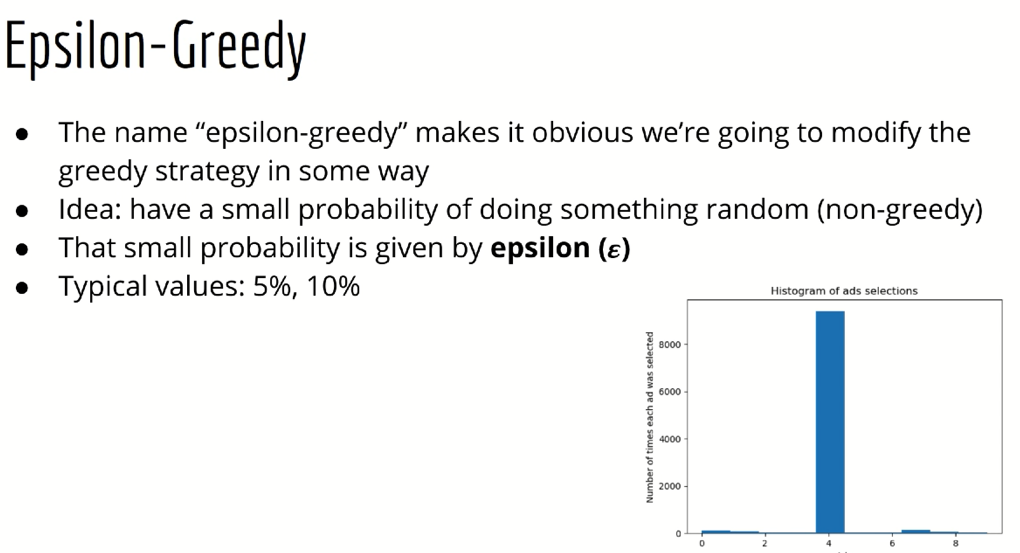 Epsilon-Greedy
● The name “epsilon-greedy” makes it obvious we’re going to modify the
greedy strategy in some way
● Idea: have a small probability of doing something random (non-greedy)
● That small probability is given by epsilon (ε)
● Typical values: 5%, 10%
Histogram of ads selections
Number of times each ad was selected
8000
6000
4000
2000
0
0 2 4 6 8